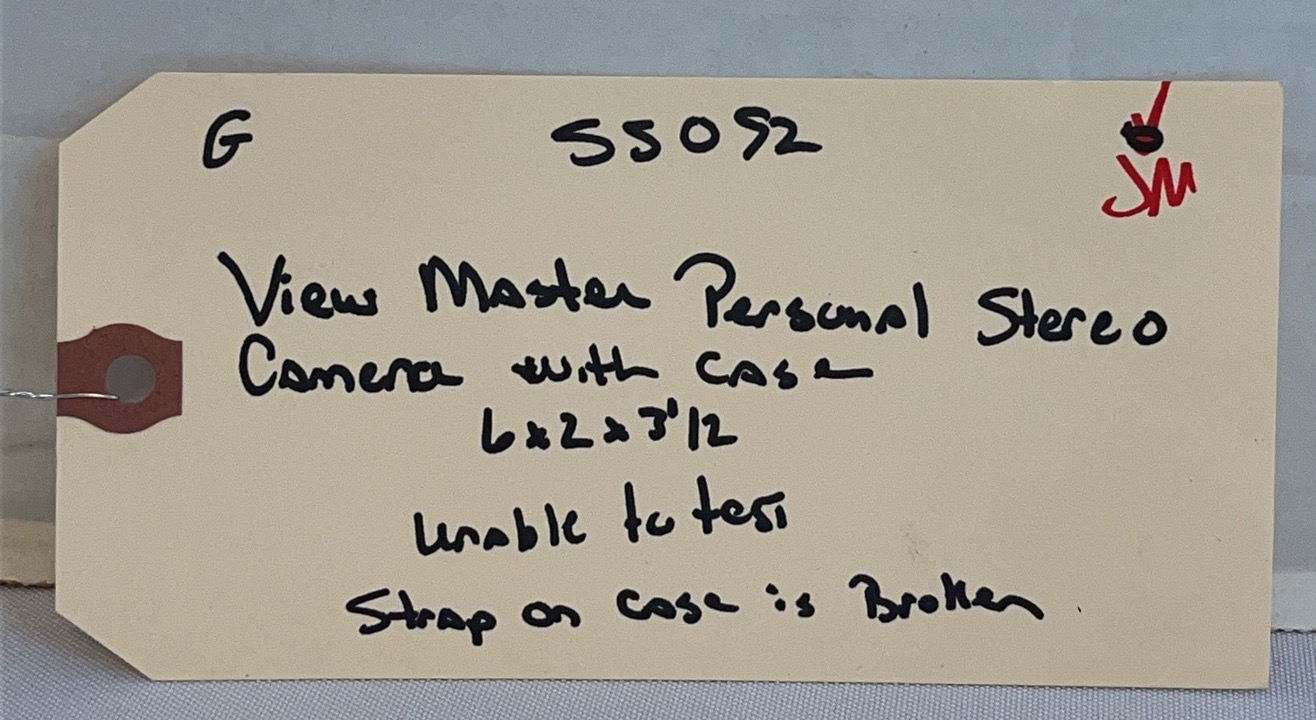 G 55092
JM
View Master Personal Stereo
Camera with case
6x2x3 1/2
unable to test
Strap on case is Broken